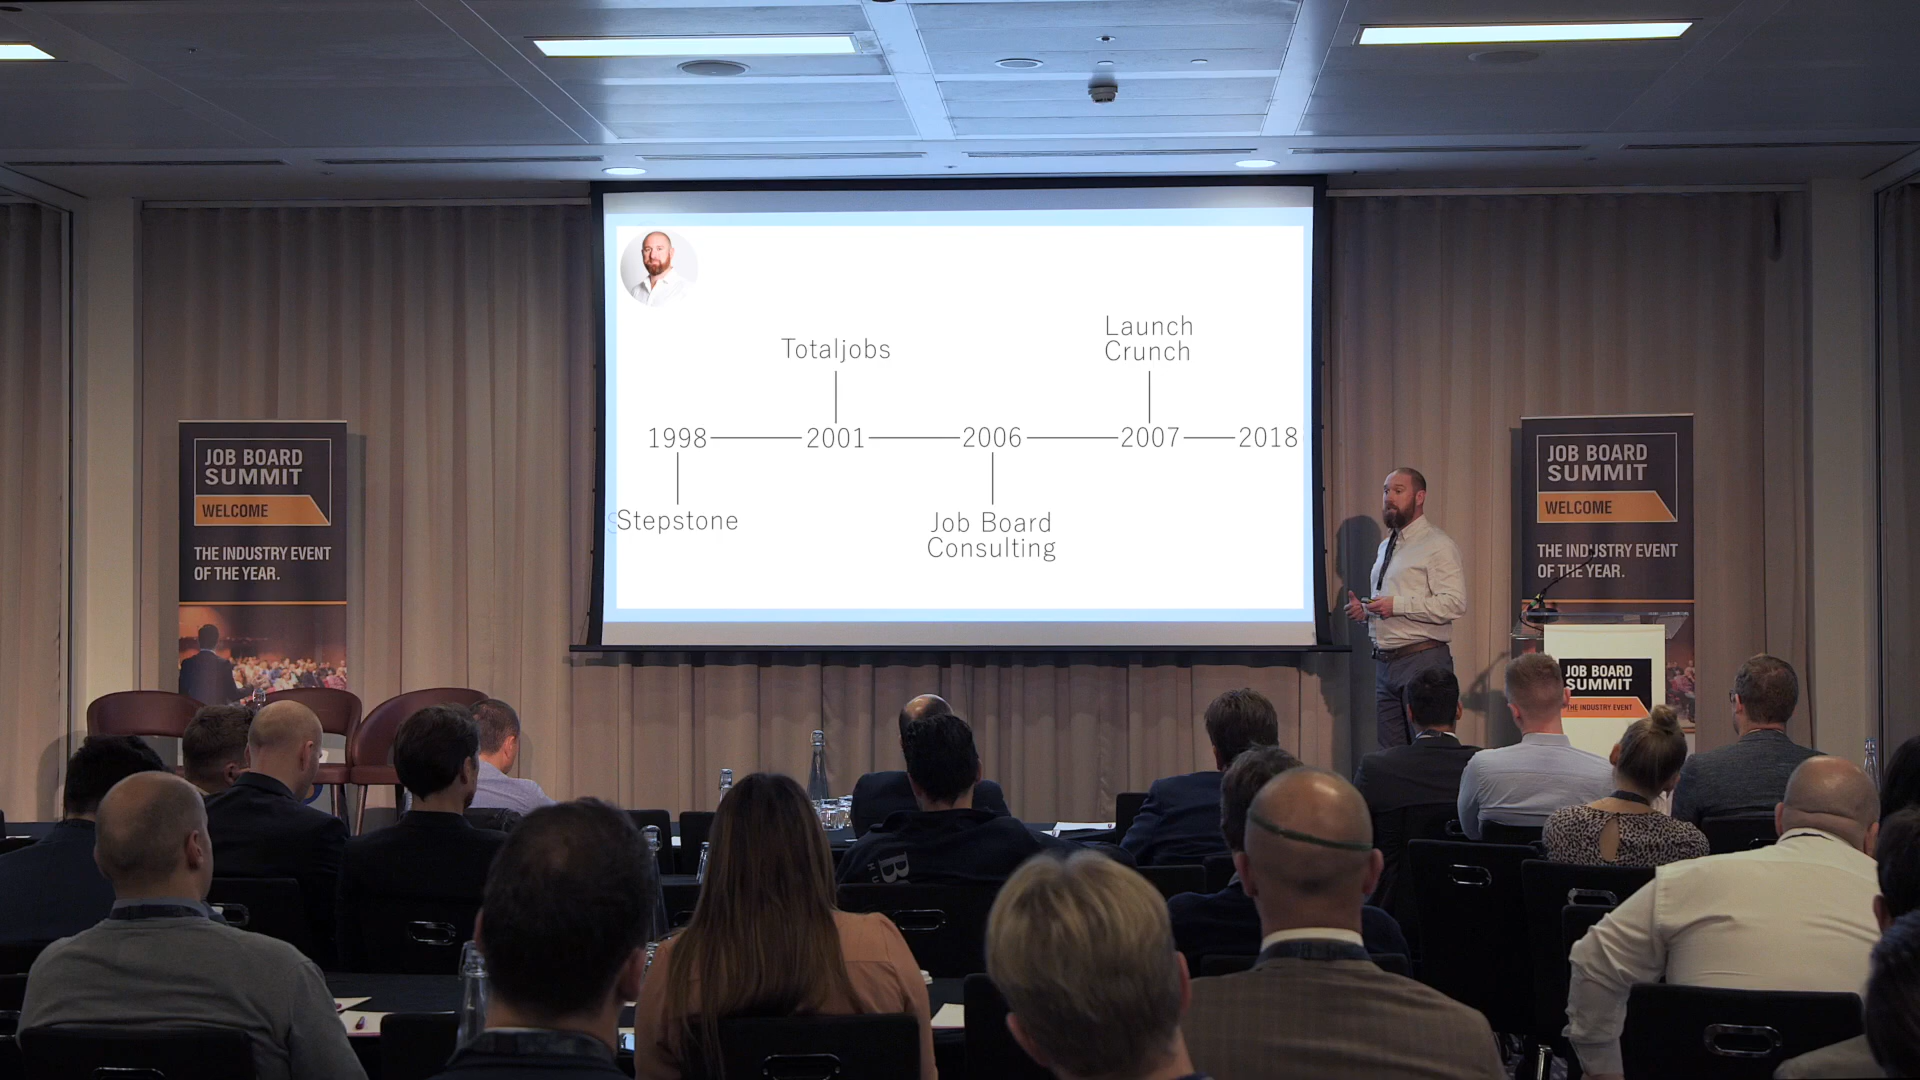 Launch
Crunch
Totaljobs
1998
2001
2006
2007
2018
Stepstone
Job Board
Consulting
JOB BOARD
SUMMIT
WELCOME
THE INDUSTRY EVENT
OF THE YEAR.
JOB BOARD
SUMMIT
WELCOME
THE INDUSTRY EVENT
OF THE YEAR.
JOB BOARD
SUMMIT
THE INDUSTRY EVENT